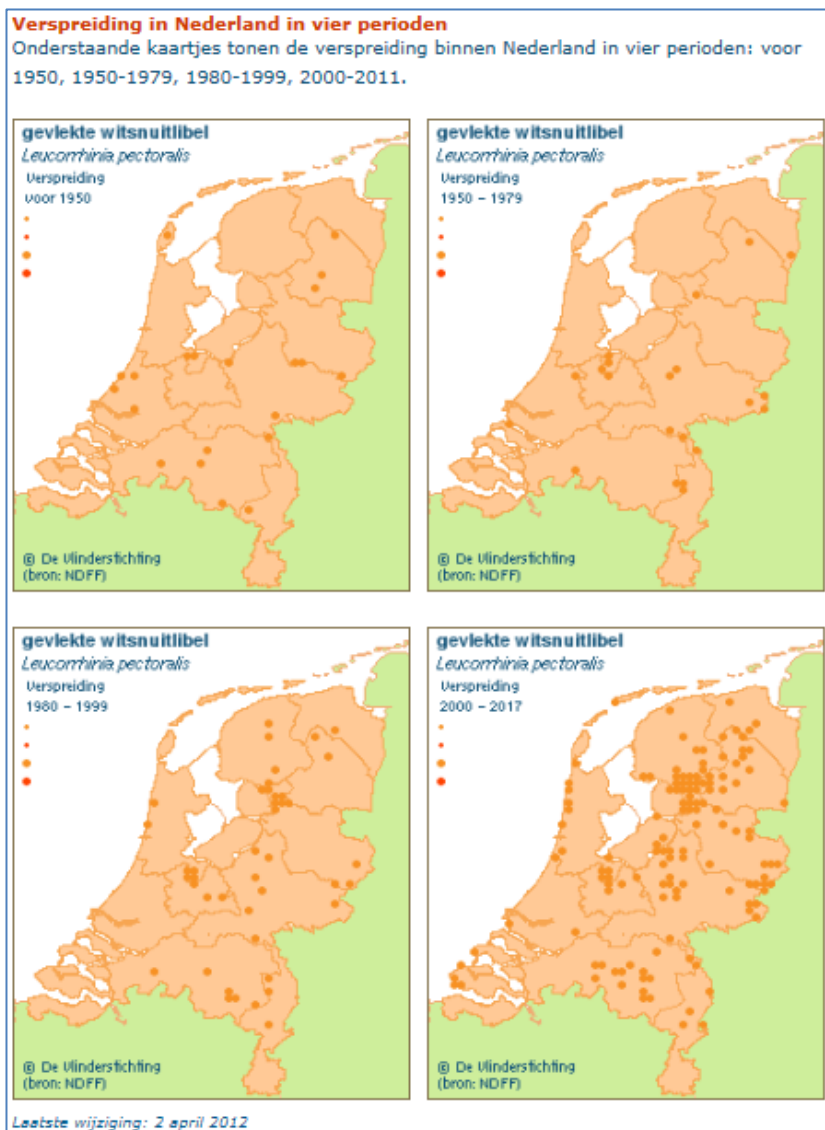 Verspreiding in Nederland in vier perioden
Onderstaande kaartjes tonen de verspreiding binnen Nederland in vier perioden: voor
1950, 1950-1979, 1980-1999, 2000-2011.
gevlekte witsnuitlibel
Leucorrhinia pectoralis
Verspreiding
voor 1950
© De Vlinderstichting
(bron: NDFF)
gevlekte witsnuitlibel
Leucorrhinia pectoralis
Verspreiding
1950 - 1979
© De Vlinderstichting
(bron: NDFF)
gevlekte witsnuitlibel
Leucorrhinia pectoralis
Verspreiding
1980 - 1999
© De Vlinderstichting
(bron: NDFF)
gevlekte witsnuitlibel
Leucorrhinia pectoralis
Verspreiding
2000 - 2017
© De Vlinderstichting
(bron: NDFF)
Laatste wijziging: 2 april 2012